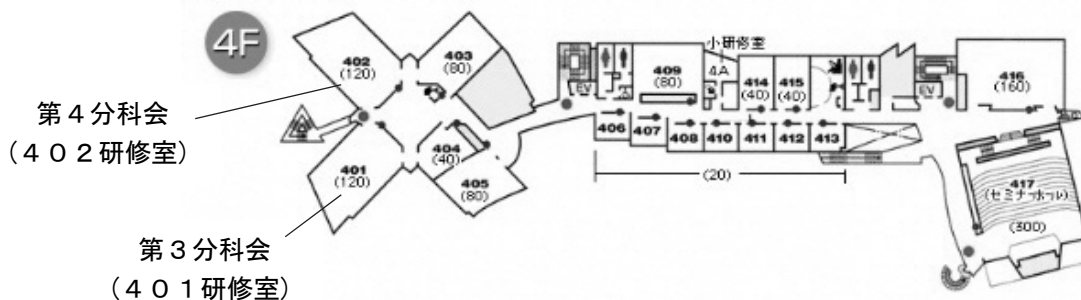 4F
402
(120)
403
(80)
小研修室
4A
409
(80)
414
(40)
415
(40)
EV
EV
416
(160)
第４分科会
（４０２研修室）
401
(120)
404
(40)
405
(80)
406
407
408
410
411
412
413
(20)
417
(セミナーホール)
(300)
第３分科会
（４０１研修室）